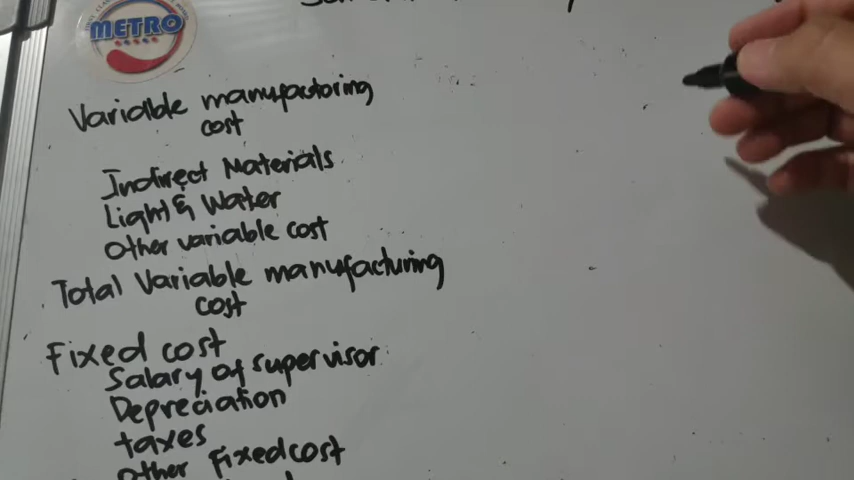 METRO
Variable manufactoring
cost
Indirect Materials
Light & Water
Other variable cost
Total Variable manufacturing
cost
Fixed cost
Salary of supervisor
Depreciation
taxes
Other Fixed cost